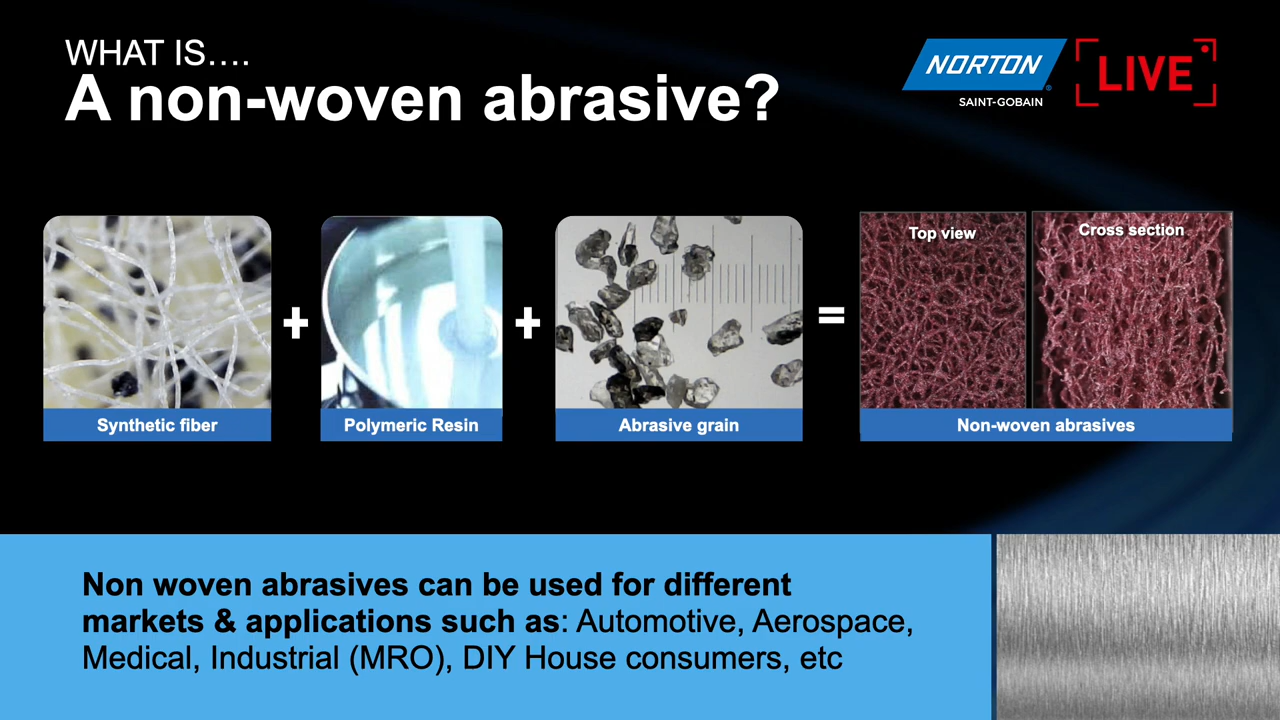 WHAT IS....
A non-woven abrasive?
NORTON
SAINT-GOBAIN
LIVE
Top view
Cross section
+
+
=
Synthetic fiber
Polymeric Resin
Abrasive grain
Non-woven abrasives
Non woven abrasives can be used for different
markets & applications such as: Automotive, Aerospace,
Medical, Industrial (MRO), DIY House consumers, etc